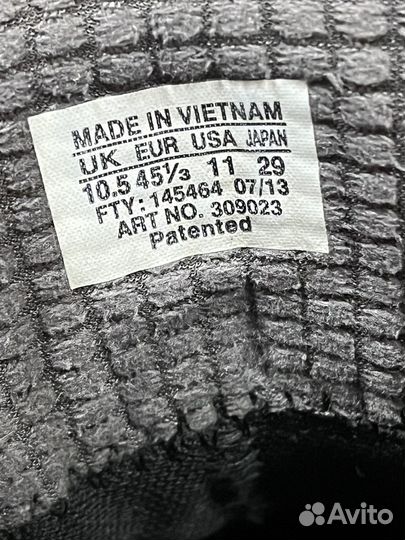 MADE IN VIETNAM
UK EUR USA JAPAN
10.5 45⅓ 11 29
FTY: 145464 07/13
ART NO. 309023
Patented
Avito